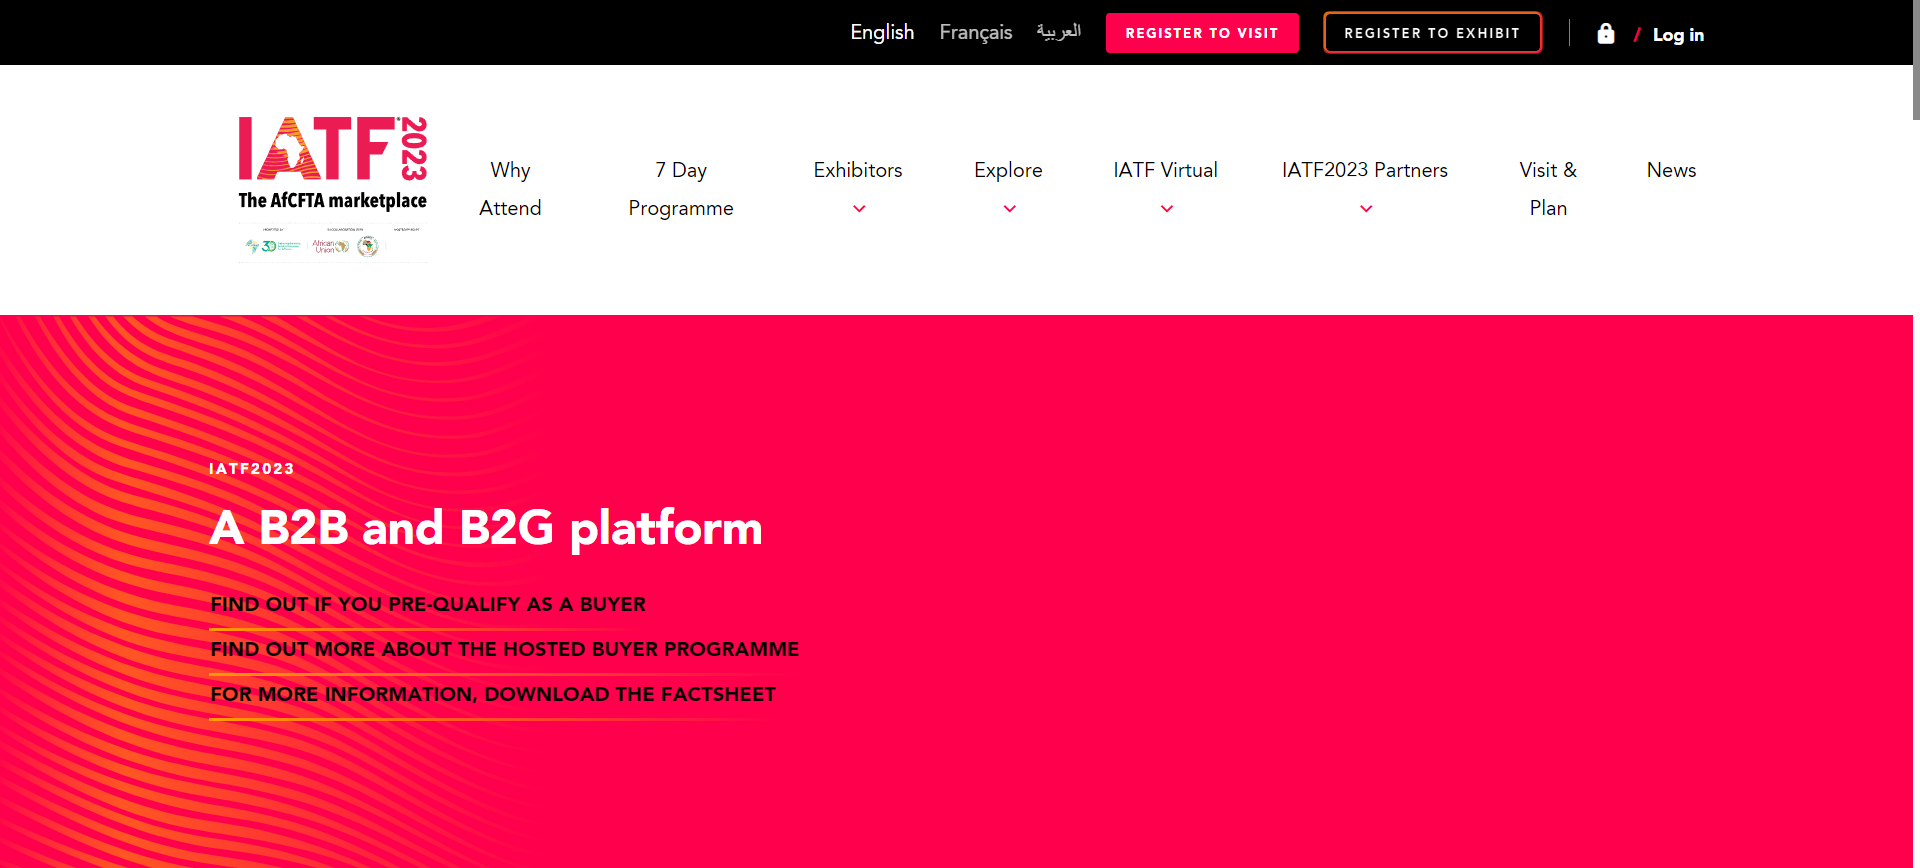 English Français العربية REGISTER TO VISIT REGISTER TO EXHIBIT / Log in
IATF 2023
The AfCFTA marketplace
African
Union
Why
Attend
7 Day
Programme
Exhibitors
Explore
IATF Virtual
IATF2023 Partners
Visit &
Plan
News
IATF2023
A B2B and B2G platform
FIND OUT IF YOU PRE-QUALIFY AS A BUYER
FIND OUT MORE ABOUT THE HOSTED BUYER PROGRAMME
FOR MORE INFORMATION, DOWNLOAD THE FACTSHEET